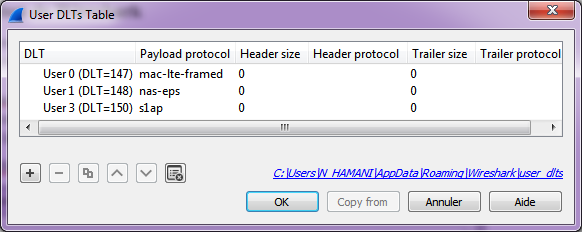 User DLTs Table
DLT Payload protocol Header size Header protocol Trailer size Trailer protocol
User 0 (DLT=147) mac-lte-framed 0 0
User 1 (DLT=148) nas-eps 0 0
User 3 (DLT=150) s1ap 0 0
C:\Users\N_HAMANI\AppData\Roaming\Wireshark\user_dlts
OK Copy from Annuler Aide